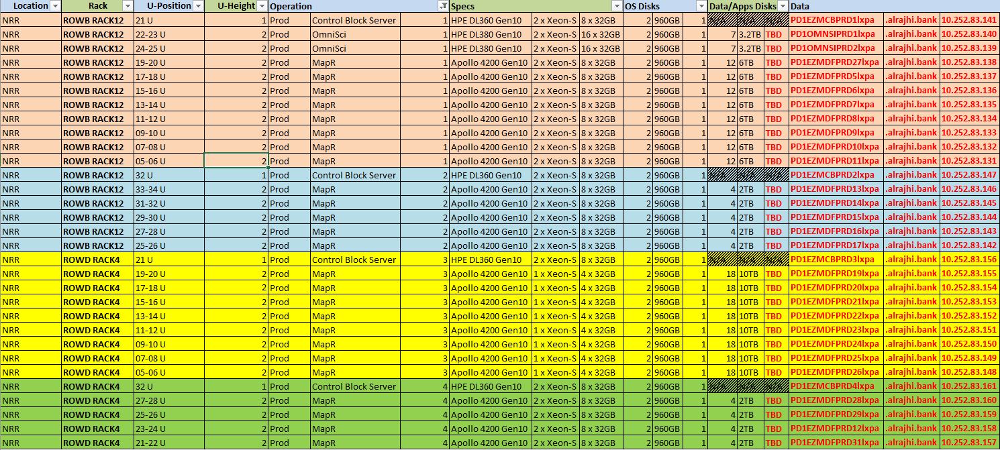 Location Rack U-Position U-Height Operation Specs OS Disks Data/Apps Disks Data
NRR ROWB RACK12 21 U 1 Prod Control Block Server 1 HPE DL360 Gen10 2 x Xeon-S 8 x 32GB 2 960GB 1 N/A N/A N/A PD1EZMCBPRD1lxpa .alrajhi.bank 10.252.83.141
NRR ROWB RACK12 22-23 U 2 Prod OmniSci 1 HPE DL380 Gen10 2 x Xeon-S 16 x 32GB 2 960GB 1 7 3.2TB TBD PD1OMNSIPRD1lxpa .alrajhi.bank 10.252.83.140
NRR ROWB RACK12 24-25 U 2 Prod OmniSci 1 HPE DL380 Gen10 2 x Xeon-S 16 x 32GB 2 960GB 1 7 3.2TB TBD PD1OMNSIPRD2lxpa .alrajhi.bank 10.252.83.139
NRR ROWB RACK12 19-20 U 2 Prod MapR 1 Apollo 4200 Gen10 2 x Xeon-S 8 x 32GB 2 960GB 1 12 6TB TBD PD1EZMDFPRD27lxpa .alrajhi.bank 10.252.83.138
NRR ROWB RACK12 17-18 U 2 Prod MapR 1 Apollo 4200 Gen10 2 x Xeon-S 8 x 32GB 2 960GB 1 12 6TB TBD PD1EZMDFPRD5lxpa .alrajhi.bank 10.252.83.137
NRR ROWB RACK12 15-16 U 2 Prod MapR 1 Apollo 4200 Gen10 2 x Xeon-S 8 x 32GB 2 960GB 1 12 6TB TBD PD1EZMDFPRD6lxpa .alrajhi.bank 10.252.83.136
NRR ROWB RACK12 13-14 U 2 Prod MapR 1 Apollo 4200 Gen10 2 x Xeon-S 8 x 32GB 2 960GB 1 12 6TB TBD PD1EZMDFPRD7lxpa .alrajhi.bank 10.252.83.135
NRR ROWB RACK12 11-12 U 2 Prod MapR 1 Apollo 4200 Gen10 2 x Xeon-S 8 x 32GB 2 960GB 1 12 6TB TBD PD1EZMDFPRD8lxpa .alrajhi.bank 10.252.83.134
NRR ROWB RACK12 09-10 U 2 Prod MapR 1 Apollo 4200 Gen10 2 x Xeon-S 8 x 32GB 2 960GB 1 12 6TB TBD PD1EZMDFPRD9lxpa .alrajhi.bank 10.252.83.133
NRR ROWB RACK12 07-08 U 2 Prod MapR 1 Apollo 4200 Gen10 2 x Xeon-S 8 x 32GB 2 960GB 1 12 6TB TBD PD1EZMDFPRD10lxpa .alrajhi.bank 10.252.83.132
NRR ROWB RACK12 05-06 U 2 Prod MapR 1 Apollo 4200 Gen10 2 x Xeon-S 8 x 32GB 2 960GB 1 12 6TB TBD PD1EZMDFPRD11lxpa .alrajhi.bank 10.252.83.131
NRR ROWB RACK12 32 U 1 Prod Control Block Server 2 HPE DL360 Gen10 2 x Xeon-S 8 x 32GB 2 960GB 1 N/A N/A N/A PD1EZMCBPRD2lxpa .alrajhi.bank 10.252.83.147
NRR ROWB RACK12 33-34 U 2 Prod MapR 2 Apollo 4200 Gen10 2 x Xeon-S 8 x 32GB 2 960GB 1 4 2TB TBD PD1EZMDFPRD13lxpa .alrajhi.bank 10.252.83.146
NRR ROWB RACK12 31-32 U 2 Prod MapR 2 Apollo 4200 Gen10 2 x Xeon-S 8 x 32GB 2 960GB 1 4 2TB TBD PD1EZMDFPRD14lxpa .alrajhi.bank 10.252.83.145
NRR ROWB RACK12 29-30 U 2 Prod MapR 2 Apollo 4200 Gen10 2 x Xeon-S 8 x 32GB 2 960GB 1 4 2TB TBD PD1EZMDFPRD15lxpa .alrajhi.bank 10.252.83.144
NRR ROWB RACK12 27-28 U 2 Prod MapR 2 Apollo 4200 Gen10 2 x Xeon-S 8 x 32GB 2 960GB 1 4 2TB TBD PD1EZMDFPRD16lxpa .alrajhi.bank 10.252.83.143
NRR ROWB RACK12 25-26 U 2 Prod MapR 2 Apollo 4200 Gen10 2 x Xeon-S 8 x 32GB 2 960GB 1 4 2TB TBD PD1EZMDFPRD17lxpa .alrajhi.bank 10.252.83.142
NRR ROWD RACK4 21 U 1 Prod Control Block Server 3 HPE DL360 Gen10 2 x Xeon-S 8 x 32GB 2 960GB 1 N/A N/A N/A PD1EZMCBPRD3lxpa .alrajhi.bank 10.252.83.156
NRR ROWD RACK4 19-20 U 2 Prod MapR 3 Apollo 4200 Gen10 1 x Xeon-S 4 x 32GB 2 960GB 1 18 10TB TBD PD1EZMDFPRD19lxpa .alrajhi.bank 10.252.83.155
NRR ROWD RACK4 17-18 U 2 Prod MapR 3 Apollo 4200 Gen10 1 x Xeon-S 4 x 32GB 2 960GB 1 18 10TB TBD PD1EZMDFPRD20lxpa .alrajhi.bank 10.252.83.154
NRR ROWD RACK4 15-16 U 2 Prod MapR 3 Apollo 4200 Gen10 1 x Xeon-S 4 x 32GB 2 960GB 1 18 10TB TBD PD1EZMDFPRD21lxpa .alrajhi.bank 10.252.83.153
NRR ROWD RACK4 13-14 U 2 Prod MapR 3 Apollo 4200 Gen10 1 x Xeon-S 4 x 32GB 2 960GB 1 18 10TB TBD PD1EZMDFPRD22lxpa .alrajhi.bank 10.252.83.152
NRR ROWD RACK4 11-12 U 2 Prod MapR 3 Apollo 4200 Gen10 1 x Xeon-S 4 x 32GB 2 960GB 1 18 10TB TBD PD1EZMDFPRD23lxpa .alrajhi.bank 10.252.83.151
NRR ROWD RACK4 09-10 U 2 Prod MapR 3 Apollo 4200 Gen10 1 x Xeon-S 4 x 32GB 2 960GB 1 18 10TB TBD PD1EZMDFPRD24lxpa .alrajhi.bank 10.252.83.150
NRR ROWD RACK4 07-08 U 2 Prod MapR 3 Apollo 4200 Gen10 1 x Xeon-S 4 x 32GB 2 960GB 1 18 10TB TBD PD1EZMDFPRD25lxpa .alrajhi.bank 10.252.83.149
NRR ROWD RACK4 05-06 U 2 Prod MapR 3 Apollo 4200 Gen10 1 x Xeon-S 4 x 32GB 2 960GB 1 18 10TB TBD PD1EZMDFPRD26lxpa .alrajhi.bank 10.252.83.148
NRR ROWD RACK4 32 U 1 Prod Control Block Server 4 HPE DL360 Gen10 2 x Xeon-S 8 x 32GB 2 960GB 1 N/A N/A N/A PD1EZMCBPRD4lxpa .alrajhi.bank 10.252.83.161
NRR ROWD RACK4 27-28 U 2 Prod MapR 4 Apollo 4200 Gen10 2 x Xeon-S 8 x 32GB 2 960GB 1 4 2TB TBD PD1EZMDFPRD28lxpa .alrajhi.bank 10.252.83.160
NRR ROWD RACK4 25-26 U 2 Prod MapR 4 Apollo 4200 Gen10 2 x Xeon-S 8 x 32GB 2 960GB 1 4 2TB TBD PD1EZMDFPRD29lxpa .alrajhi.bank 10.252.83.159
NRR ROWD RACK4 23-24 U 2 Prod MapR 4 Apollo 4200 Gen10 2 x Xeon-S 8 x 32GB 2 960GB 1 4 2TB TBD PD1EZMDFPRD12lxpa .alrajhi.bank 10.252.83.158
NRR ROWD RACK4 21-22 U 2 Prod MapR 4 Apollo 4200 Gen10 2 x Xeon-S 8 x 32GB 2 960GB 1 4 2TB TBD PD1EZMDFPRD31lxpa .alrajhi.bank 10.252.83.157